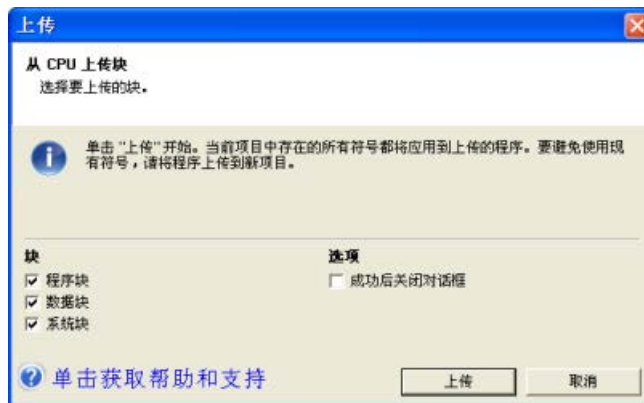 上传
从 CPU 上传块
选择要上传的块。
单击 "上传"开始。当前项目中存在的所有符号都将应用到上传的程序。要避免使用现
有符号，请将程序上传到新项目。
块
选项
程序块
成功后关闭对话框
数据块
系统块
单击获取帮助和支持
上传
取消